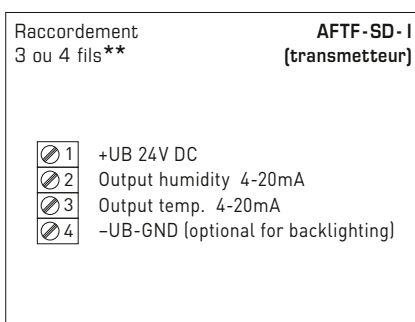 Raccordement AFTF-SD-I
3 ou 4 fils** (transmetteur)
1 +UB 24V DC
2 Output humidity 4-20mA
3 Output temp. 4-20mA
4 –UB-GND (optional for backlighting)